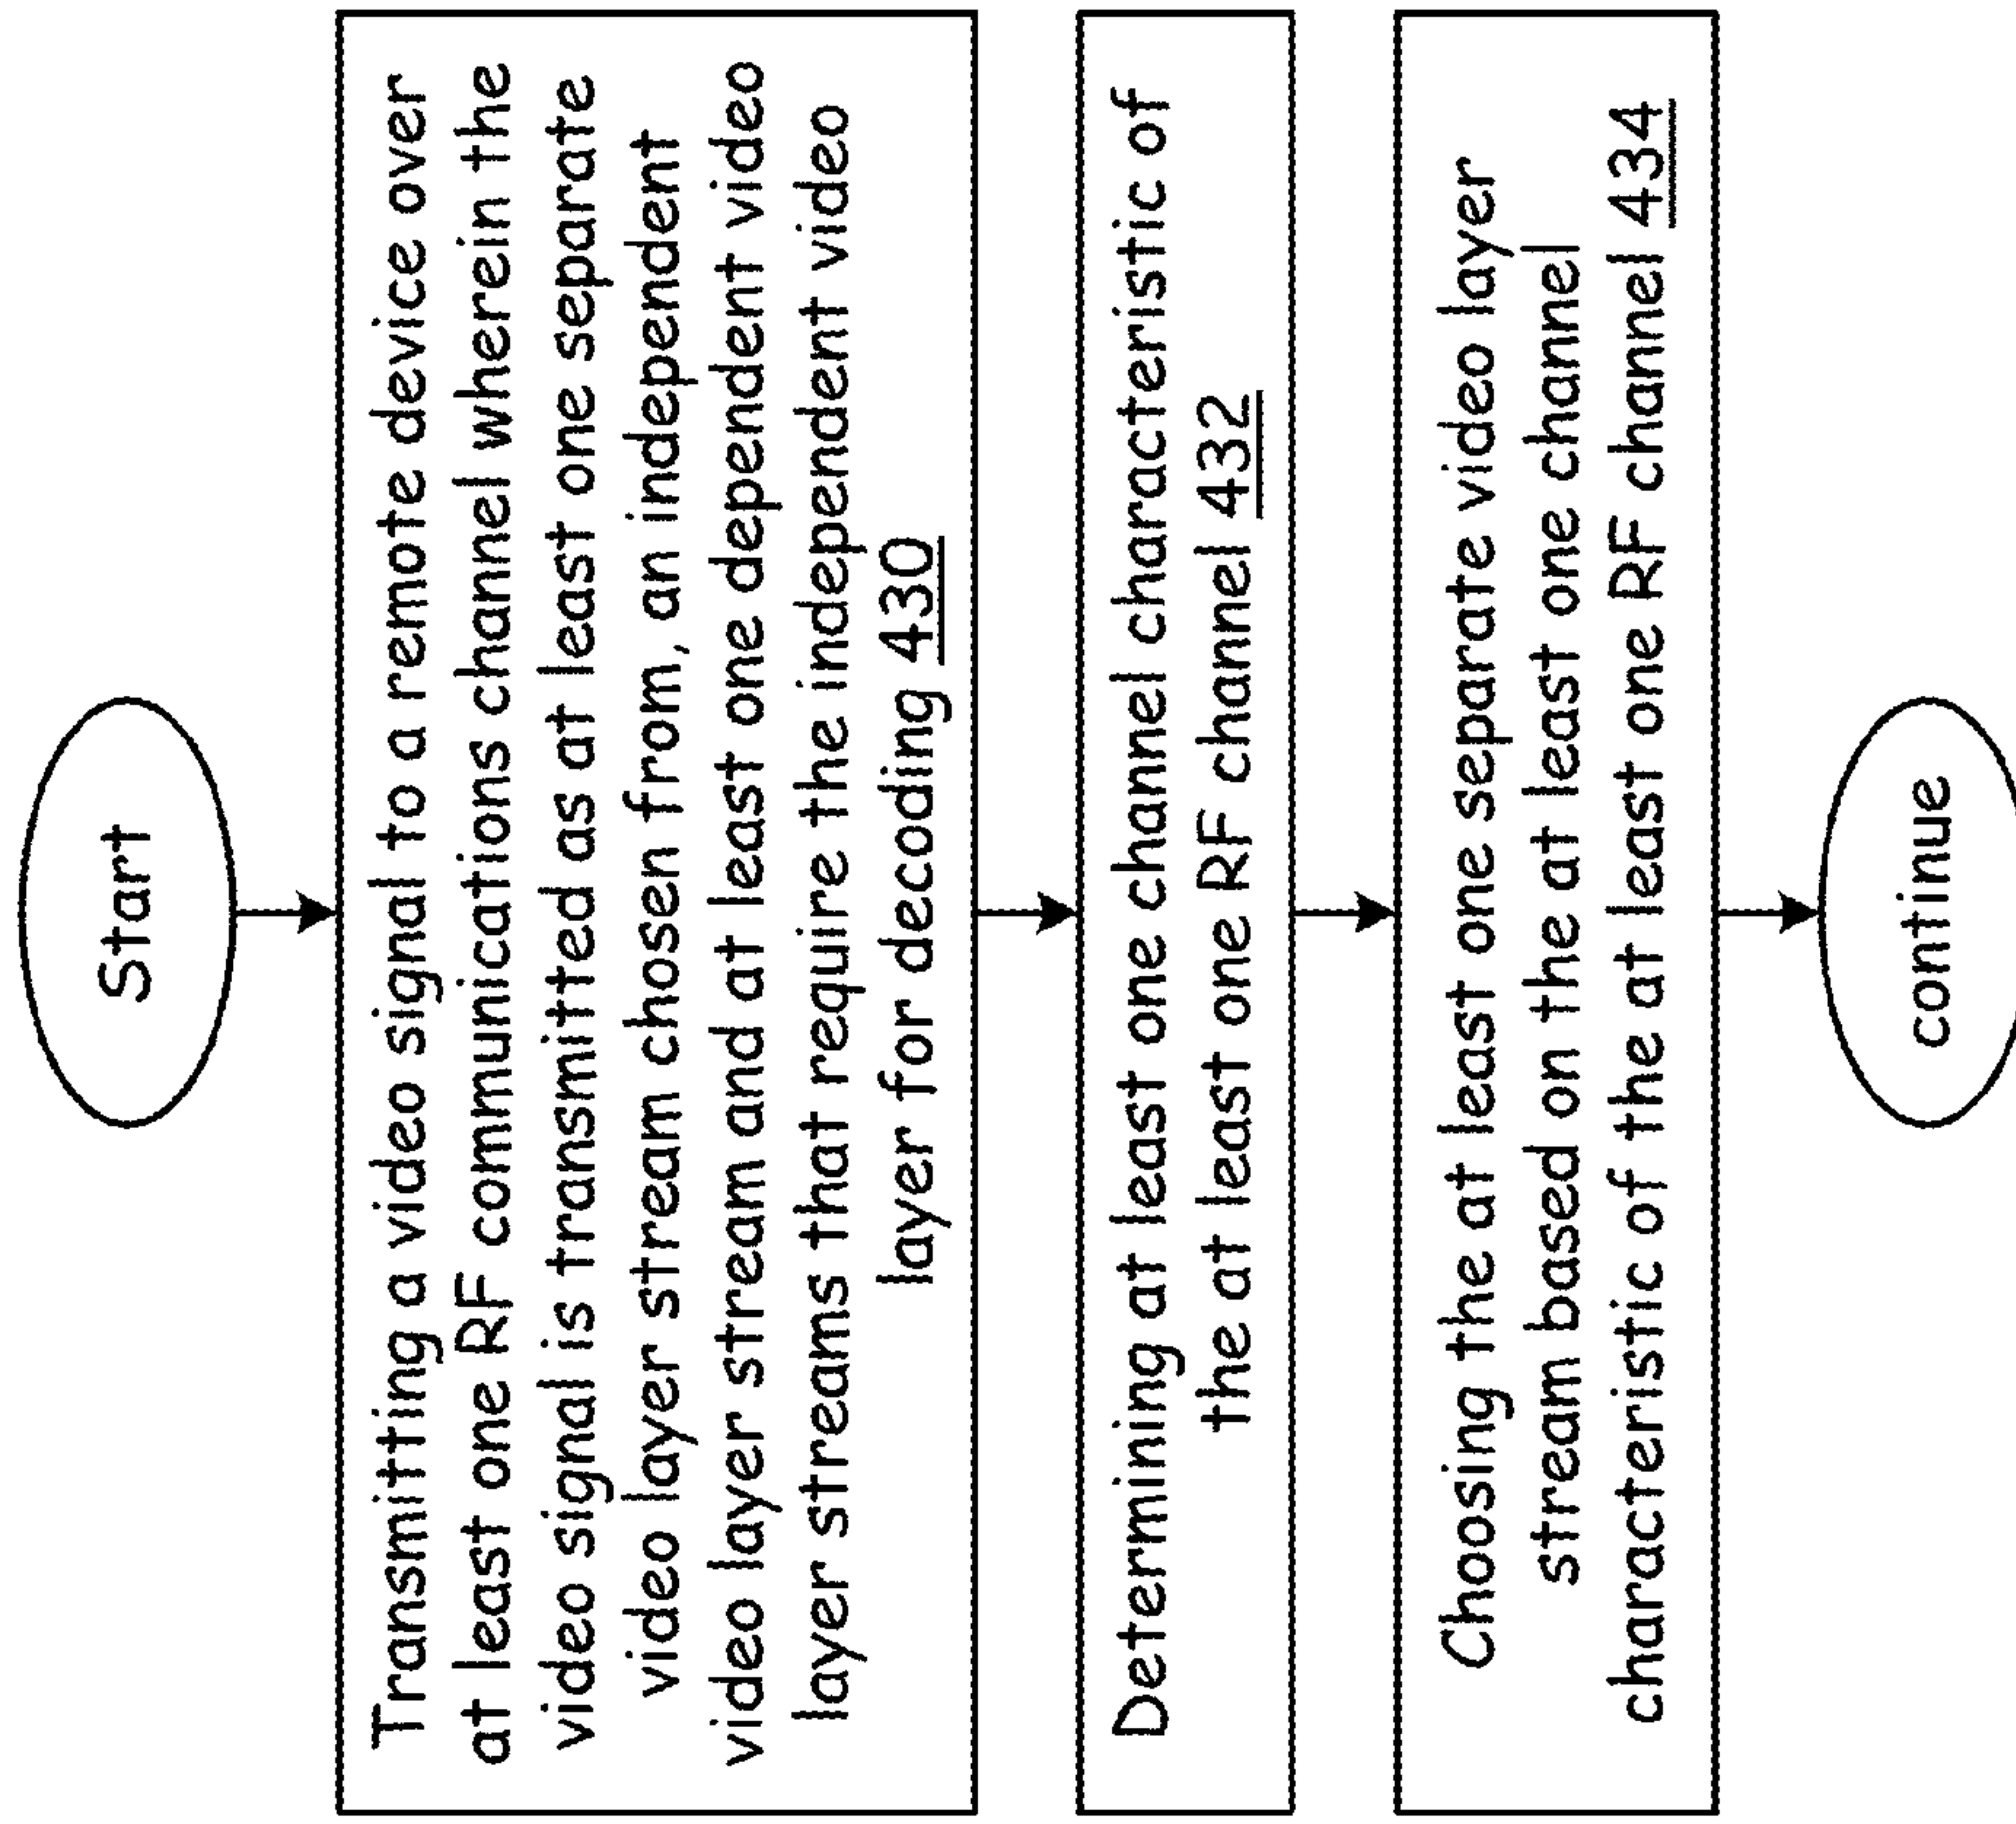 Start
Transmitting a video signal to a remote device over
at least one RF communications channel wherein the
video signal is transmitted as at least one separate
video layer stream chosen from, an independent
video layer stream and at least one dependent video
layer streams that require the independent video
layer for decoding 430
Determining at least one channel characteristic of
the at least one RF channel 432
Choosing the at least one separate video layer
stream based on the at least one channel
characteristic of the at least one RF channel 434
continue